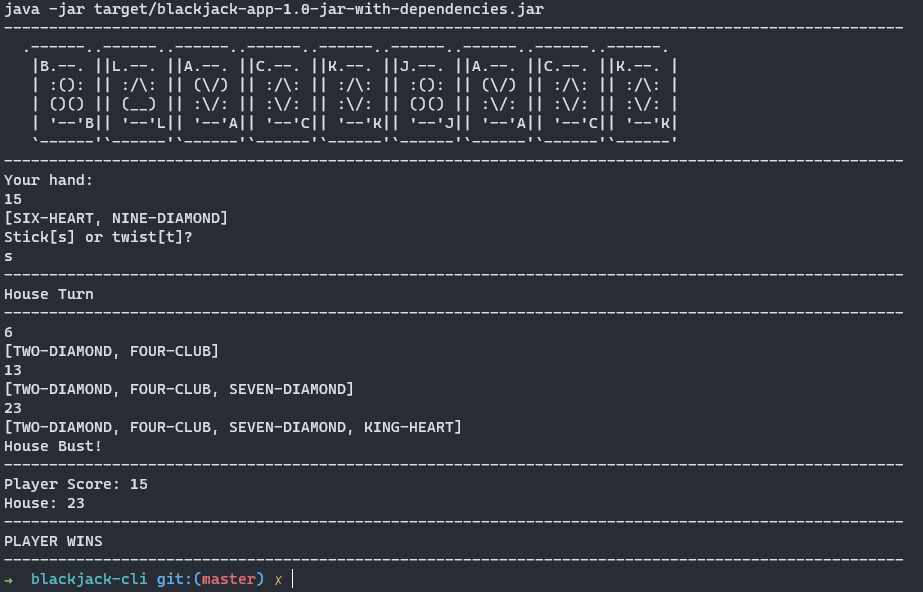 java -jar target/blackjack-app-1.0-jar-with-dependencies.jar
----------------------------------------------------------------------------------------------------
  .------..------..------..------..------..------..------..------..------.
   |B.--. ||L.--. ||A.--. ||C.--. ||K.--. ||J.--. ||A.--. ||C.--. ||K.--. |
   | :(): || :/\: || (\/) || :/\: || :/\: || :(): || (\/) || :/\: || :/\: |
   | ()() || (__) || :\/: || :\/: || :\/: || ()() || :\/: || :\/: || :\/: |
   | '--'B|| '--'L|| '--'A|| '--'C|| '--'K|| '--'J|| '--'A|| '--'C|| '--'K|
   `------'`------'`------'`------'`------'`------'`------'`------'`------'
----------------------------------------------------------------------------------------------------
Your hand:
15
[SIX-HEART, NINE-DIAMOND]
Stick[s] or twist[t]?
s
----------------------------------------------------------------------------------------------------
House Turn
----------------------------------------------------------------------------------------------------
6
[TWO-DIAMOND, FOUR-CLUB]
13
[TWO-DIAMOND, FOUR-CLUB, SEVEN-DIAMOND]
23
[TWO-DIAMOND, FOUR-CLUB, SEVEN-DIAMOND, KING-HEART]
House Bust!
----------------------------------------------------------------------------------------------------
Player Score: 15
House: 23
----------------------------------------------------------------------------------------------------
PLAYER WINS
----------------------------------------------------------------------------------------------------
→  blackjack-cli git:(master) ✗